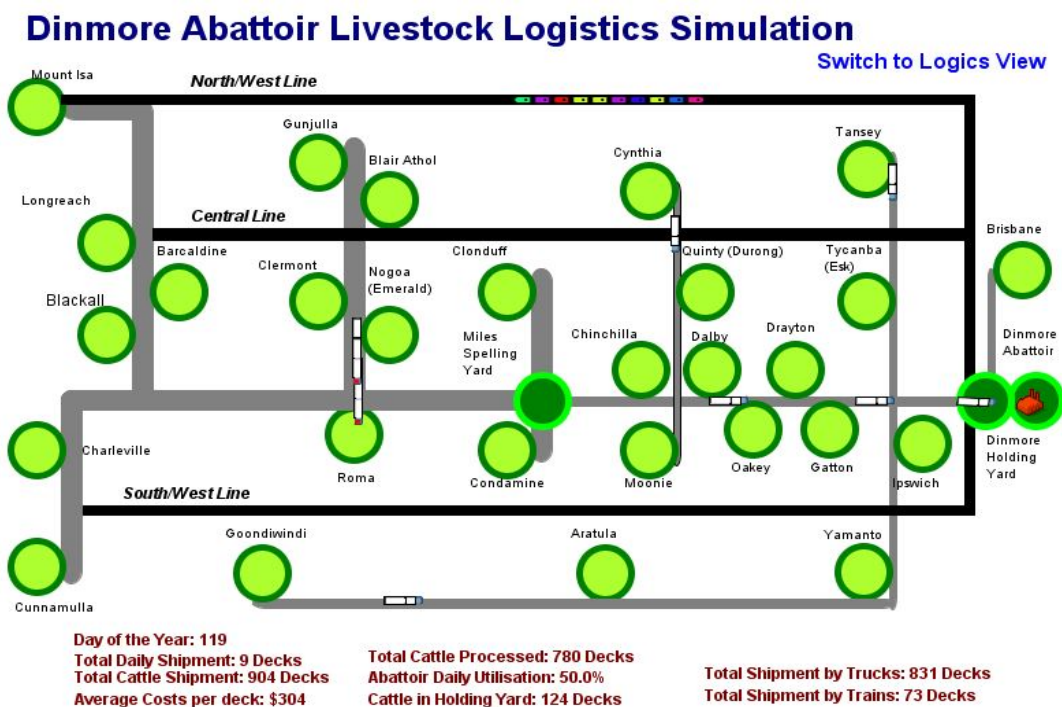 Dinmore Abattoir Livestock Logistics Simulation
Switch to Logics View
Mount Isa
North/West Line
Gunjulla
Blair Athol
Cynthia
Tansey
Longreach
Central Line
Brisbane
Barcaldine
Clermont
Nogoa
(Emerald)
Clonduff
Quinty (Durong)
Tycanba
(Esk)
Blackall
Miles
Spelling
Yard
Chinchilla
Dalby
Drayton
Dinmore
Abattoir
Charleville
Roma
Condamine
Moonie
Oakey
Gatton
Ipswich
Dinmore
Holding
Yard
South/West Line
Goondiwindi
Aratula
Yamanto
Cunnamulla
Day of the Year: 119
Total Daily Shipment: 9 Decks
Total Cattle Shipment: 904 Decks
Average Costs per deck: $304
Total Cattle Processed: 780 Decks
Abattoir Daily Utilisation: 50.0%
Cattle in Holding Yard: 124 Decks
Total Shipment by Trucks: 831 Decks
Total Shipment by Trains: 73 Decks